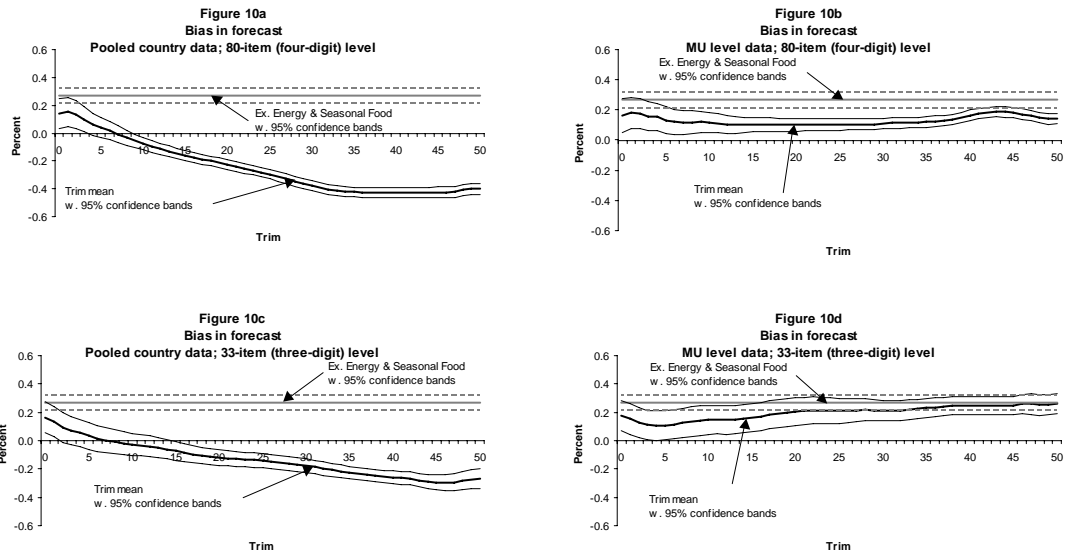 Figure 10a
Bias in forecast
Pooled country data; 80-item (four-digit) level
0.6
0.4
0.2
0.0
-0.2
-0.4
-0.6
Percent
0 5 10 15 20 25 30 35 40 45 50
Ex. Energy & Seasonal Food
w. 95% confidence bands
Trim mean
w. 95% confidence bands
Trim
Figure 10b
Bias in forecast
MU level data; 80-item (four-digit) level
0.6
0.4
0.2
0.0
-0.2
-0.4
-0.6
Percent
0 5 10 15 20 25 30 35 40 45 50
Ex. Energy & Seasonal Food
w. 95% confidence bands
Trim mean
w. 95% confidence bands
Trim
Figure 10c
Bias in forecast
Pooled country data; 33-item (three-digit) level
0.6
0.4
0.2
0.0
-0.2
-0.4
-0.6
Percent
0 5 10 15 20 25 30 35 40 45 50
Ex. Energy & Seasonal Food
w. 95% confidence bands
Trim mean
w. 95% confidence bands
Trim
Figure 10d
Bias in forecast
MU level data; 33-item (three-digit) level
0.6
0.4
0.2
0.0
-0.2
-0.4
-0.6
Percent
0 5 10 15 20 25 30 35 40 45 50
Ex. Energy & Seasonal Food
w. 95% confidence bands
Trim mean
w. 95% confidence bands
Trim